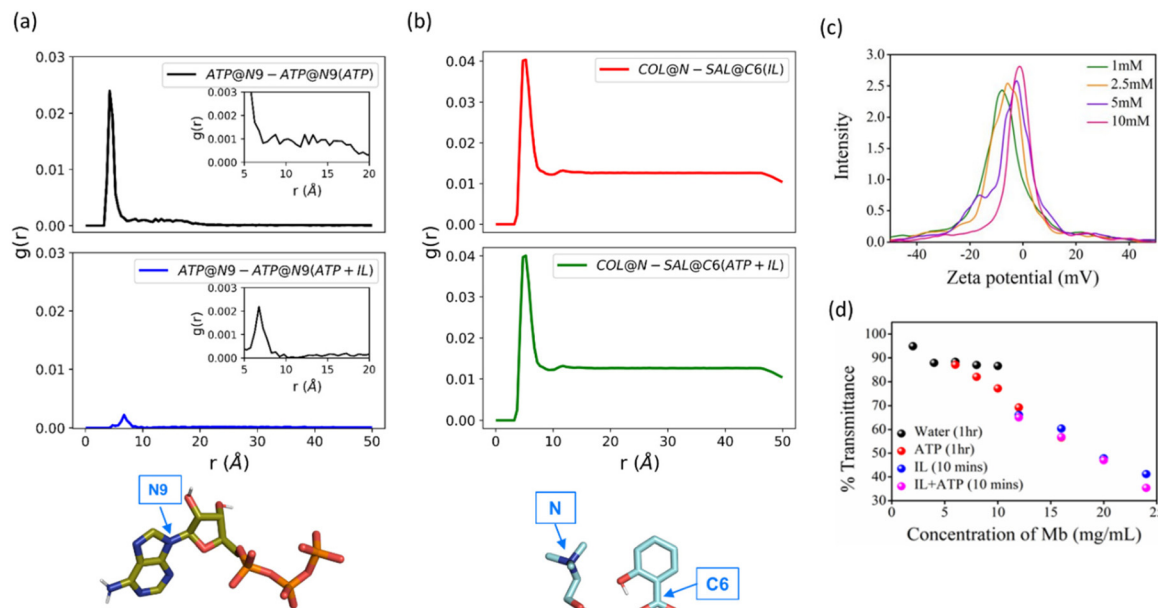 (a)
0.03
0.02
0.01
0.00
ATP@N9 − ATP@N9(ATP)
0.003
0.002
0.001
0.000
g(r)
5 10 15 20
r (Å)
g(r)
0.03
0.02
0.01
0.00
ATP@N9 − ATP@N9(ATP + IL)
0.003
0.002
0.001
0.000
g(r)
5 10 15 20
r (Å)
0 10 20 30 40 50
r (Å)
N9
(b)
0.04
0.03
0.02
0.01
0.00
COL@N − SAL@C6(IL)
g(r)
0.04
0.03
0.02
0.01
0.00
COL@N − SAL@C6(ATP + IL)
0 10 20 30 40 50
r (Å)
N
C6
(c)
3.0
2.5
2.0
1.5
1.0
0.5
0.0
Intensity
1mM
2.5mM
5mM
10mM
-40 -20 0 20 40
Zeta potential (mV)
(d)
100
90
80
70
60
50
40
30
% Transmittance
Water (1hr)
ATP (1hr)
IL (10 mins)
IL+ATP (10 mins)
0 5 10 15 20 25
Concentration of Mb (mg/mL)